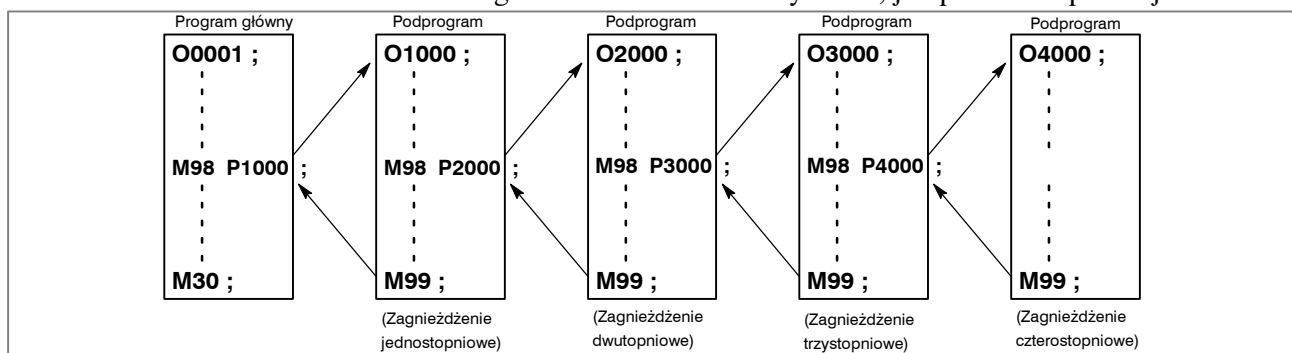 Program główny
Podprogram
Podprogram
Podprogram
Podprogram
O0001 ;
O1000 ;
O2000 ;
O3000 ;
O4000 ;
M98 P1000 ;
M98 P2000 ;
M98 P3000 ;
M98 P4000 ;
M30 ;
M99 ;
M99 ;
M99 ;
M99 ;
(Zagnieżdżenie
jednostopniowe)
(Zagnieżdżenie
dwutopniowe)
(Zagnieżdżenie
trzystopniowe)
(Zagnieżdżenie
czterostopniowe)